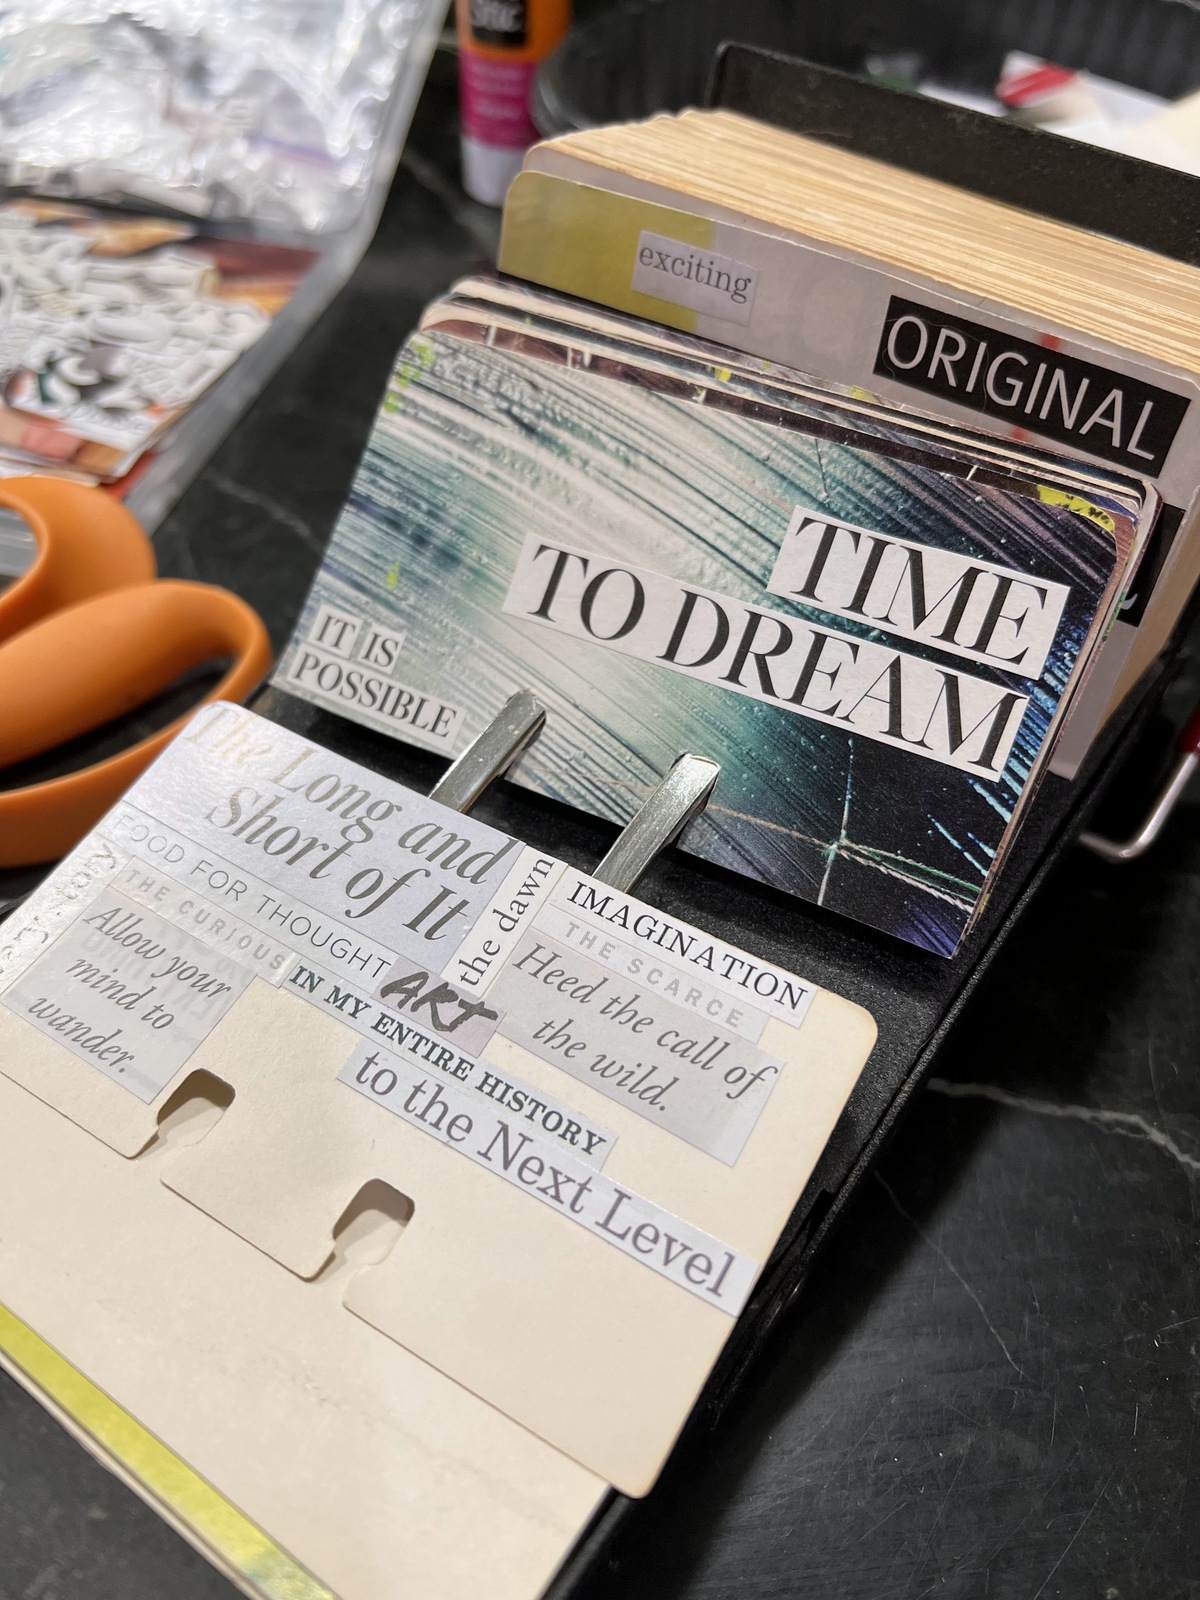 exciting
ORIGINAL
TIME
TO DREAM
IT IS
POSSIBLE
The Long and
Short of It
FOOD FOR THOUGHT
THE CURIOUS
Allow your
mind to
wander.
ART
the dawn
IMAGINATION
THE SCARCE
Heed the call of
the wild.
IN MY ENTIRE HISTORY
to the Next Level